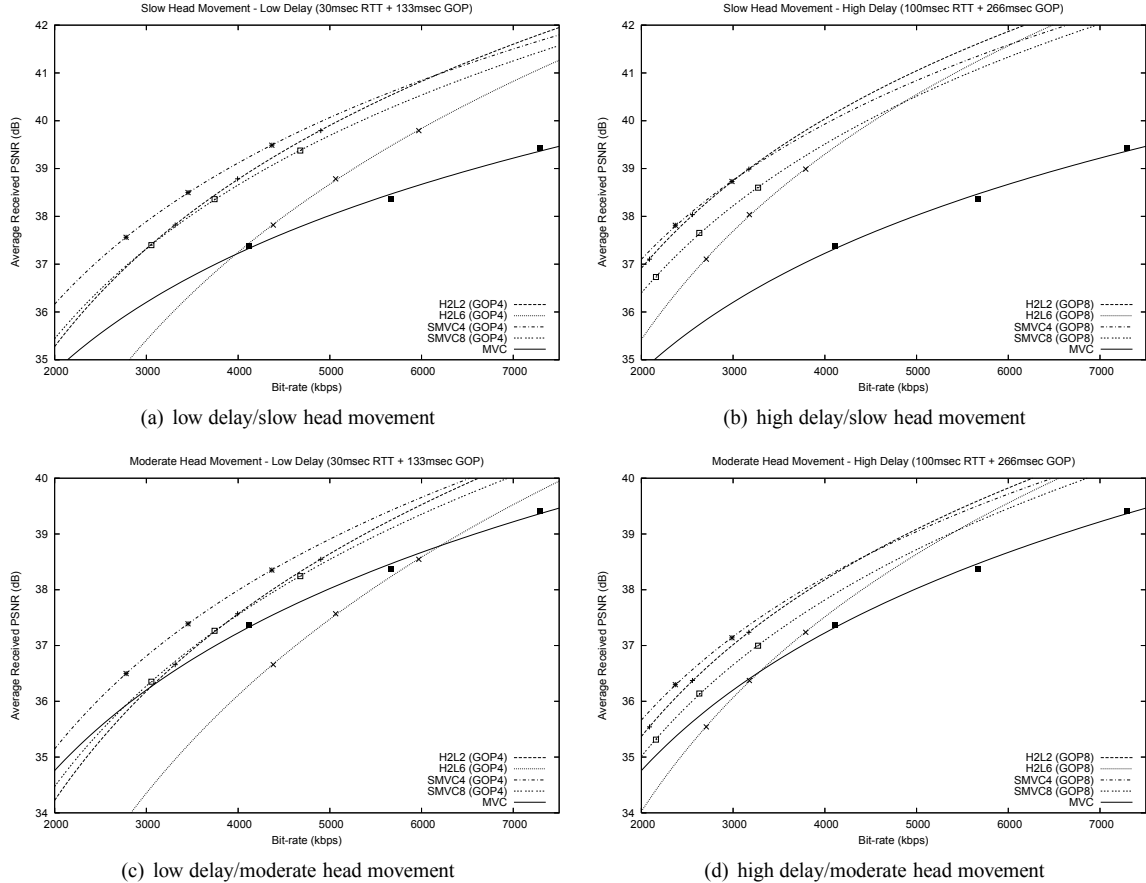 Slow Head Movement - Low Delay (30msec RTT + 133msec GOP)
42
41
40
39
38
37
36
35
Average Received PSNR (dB)
H2L2 (GOP4)
H2L6 (GOP4)
SMVC4 (GOP4)
SMVC8 (GOP4)
MVC
2000 3000 4000 5000 6000 7000
Bit-rate (kbps)
(a) low delay/slow head movement
Slow Head Movement - High Delay (100msec RTT + 266msec GOP)
42
41
40
39
38
37
36
35
Average Received PSNR (dB)
H2L2 (GOP8)
H2L6 (GOP8)
SMVC4 (GOP8)
SMVC8 (GOP8)
MVC
2000 3000 4000 5000 6000 7000
Bit-rate (kbps)
(b) high delay/slow head movement
Moderate Head Movement - Low Delay (30msec RTT + 133msec GOP)
40
39
38
37
36
35
34
Average Received PSNR (dB)
H2L2 (GOP4)
H2L6 (GOP4)
SMVC4 (GOP4)
SMVC8 (GOP4)
MVC
2000 3000 4000 5000 6000 7000
Bit-rate (kbps)
(c) low delay/moderate head movement
Moderate Head Movement - High Delay (100msec RTT + 266msec GOP)
40
39
38
37
36
35
34
Average Received PSNR (dB)
H2L2 (GOP8)
H2L6 (GOP8)
SMVC4 (GOP8)
SMVC8 (GOP8)
MVC
2000 3000 4000 5000 6000 7000
Bit-rate (kbps)
(d) high delay/moderate head movement